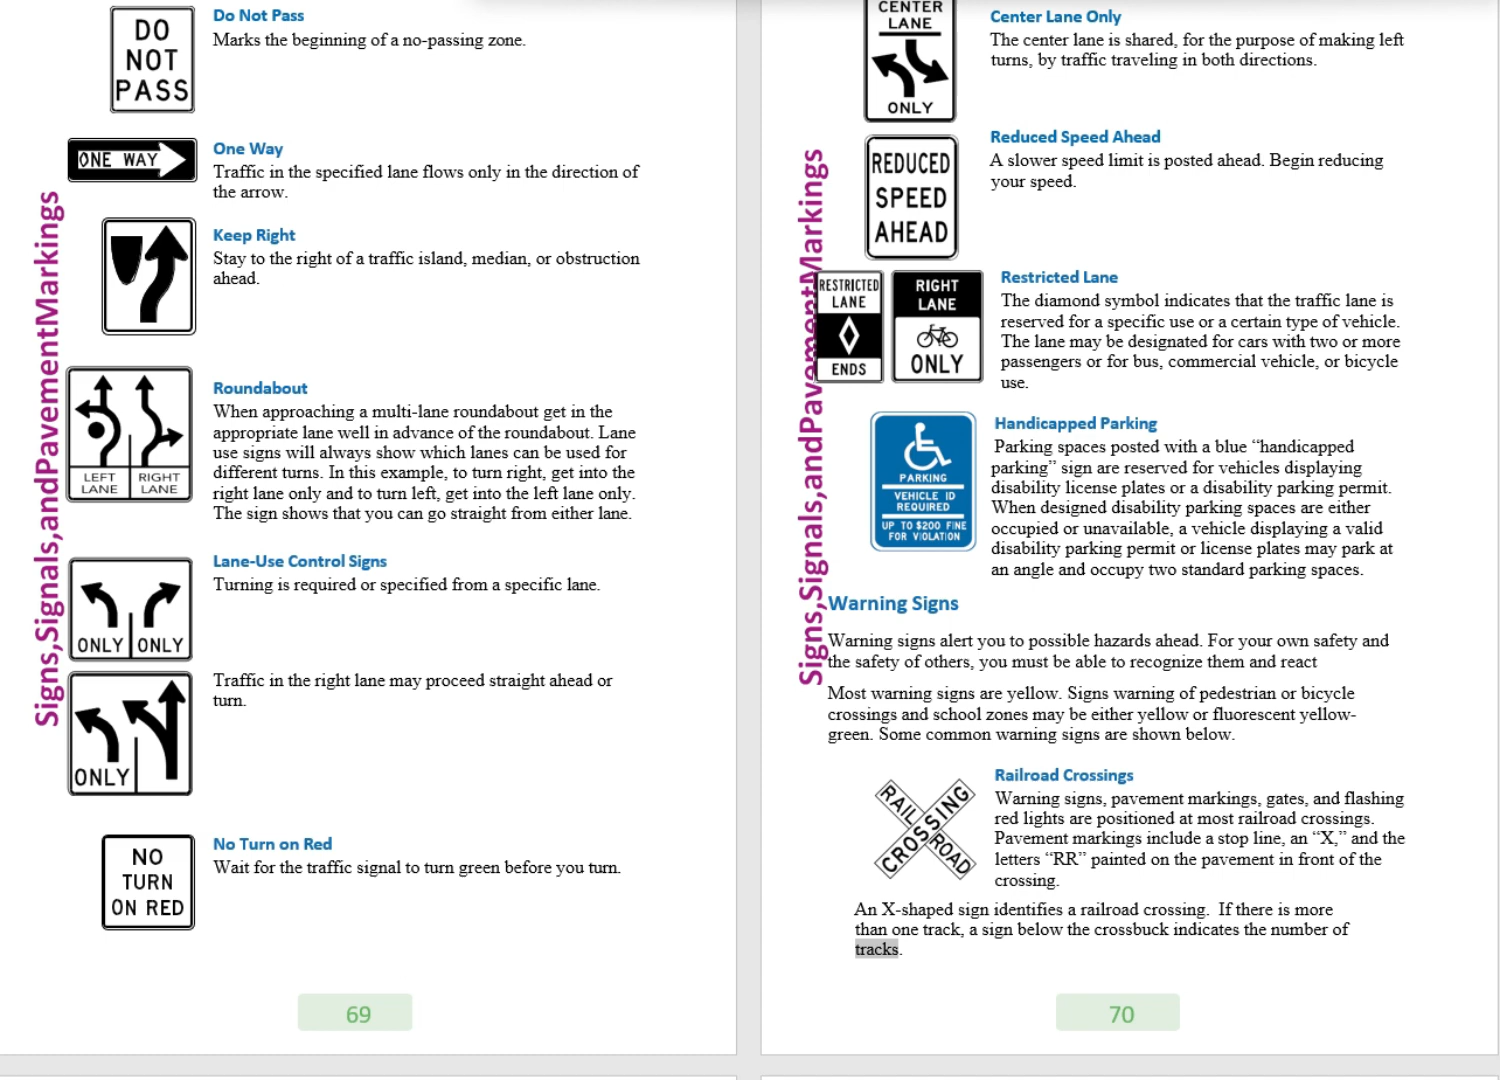 Signs,Signals,andPavementMarkings
DO
NOT
PASS
Do Not Pass
Marks the beginning of a no-passing zone.
ONE WAY
One Way
Traffic in the specified lane flows only in the direction of
the arrow.
Keep Right
Stay to the right of a traffic island, median, or obstruction
ahead.
LEFT
LANE
RIGHT
LANE
Roundabout
When approaching a multi-lane roundabout get in the
appropriate lane well in advance of the roundabout. Lane
use signs will always show which lanes can be used for
different turns. In this example, to turn right, get into the
right lane only and to turn left, get into the left lane only.
The sign shows that you can go straight from either lane.
ONLY ONLY
Lane-Use Control Signs
Turning is required or specified from a specific lane.
ONLY
Traffic in the right lane may proceed straight ahead or
turn.
NO
TURN
ON RED
No Turn on Red
Wait for the traffic signal to turn green before you turn.
69
Signs,Signals,andPavementMarkings
CENTER
LANE
ONLY
Center Lane Only
The center lane is shared, for the purpose of making left
turns, by traffic traveling in both directions.
REDUCED
SPEED
AHEAD
Reduced Speed Ahead
A slower speed limit is posted ahead. Begin reducing
your speed.
RESTRICTED
LANE
ENDS
RIGHT
LANE
ONLY
Restricted Lane
The diamond symbol indicates that the traffic lane is
reserved for a specific use or a certain type of vehicle.
The lane may be designated for cars with two or more
passengers or for bus, commercial vehicle, or bicycle
use.
PARKING
VEHICLE ID
REQUIRED
UP TO $200 FINE
FOR VIOLATION
Handicapped Parking
Parking spaces posted with a blue “handicapped
parking” sign are reserved for vehicles displaying
disability license plates or a disability parking permit.
When designed disability parking spaces are either
occupied or unavailable, a vehicle displaying a valid
disability parking permit or license plates may park at
an angle and occupy two standard parking spaces.
Warning Signs
Warning signs alert you to possible hazards ahead. For your own safety and
the safety of others, you must be able to recognize them and react
Most warning signs are yellow. Signs warning of pedestrian or bicycle
crossings and school zones may be either yellow or fluorescent yellow-
green. Some common warning signs are shown below.
RAIL ROAD
CROSSING
Railroad Crossings
Warning signs, pavement markings, gates, and flashing
red lights are positioned at most railroad crossings.
Pavement markings include a stop line, an “X,” and the
letters “RR” painted on the pavement in front of the
crossing.
An X-shaped sign identifies a railroad crossing. If there is more
than one track, a sign below the crossbuck indicates the number of
tracks.
70